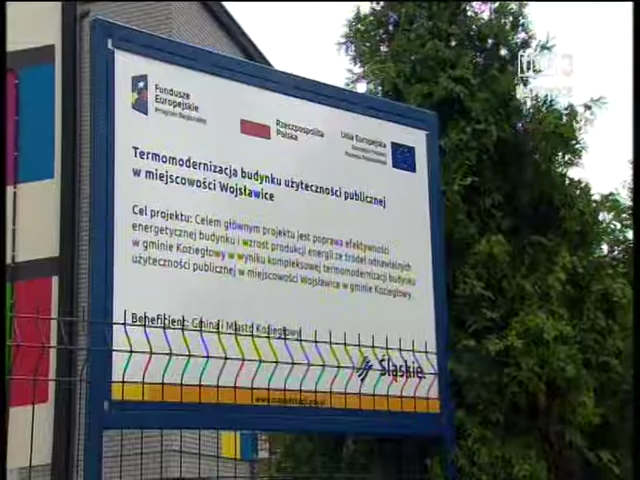 Fundusze
Europejskie
Program Regionalny
Rzeczpospolita
Polska
Unia Europejska
Termomodernizacja budynku użyteczności publicznej
w miejscowości Wojsławice
Cel projektu: Celem głównym projektu jest poprawa efektywności
energetycznej budynku i wzrost produkcji energii ze źródeł odnawialnych
w gminie Koziegłowy w wyniku kompleksowej termomodernizacji budynku
użyteczności publicznej w miejscowości Wojsławice w gminie Koziegłowy.
Beneficjent: Gmina i Miasto Koziegłowy
Śląskie.